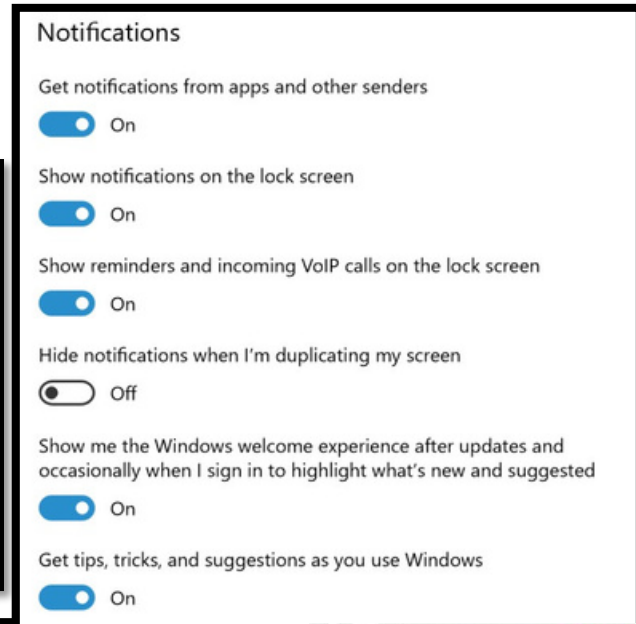 Notifications
Get notifications from apps and other senders
On
Show notifications on the lock screen
On
Show reminders and incoming VoIP calls on the lock screen
On
Hide notifications when I'm duplicating my screen
Off
Show me the Windows welcome experience after updates and
occasionally when I sign in to highlight what's new and suggested
On
Get tips, tricks, and suggestions as you use Windows
On